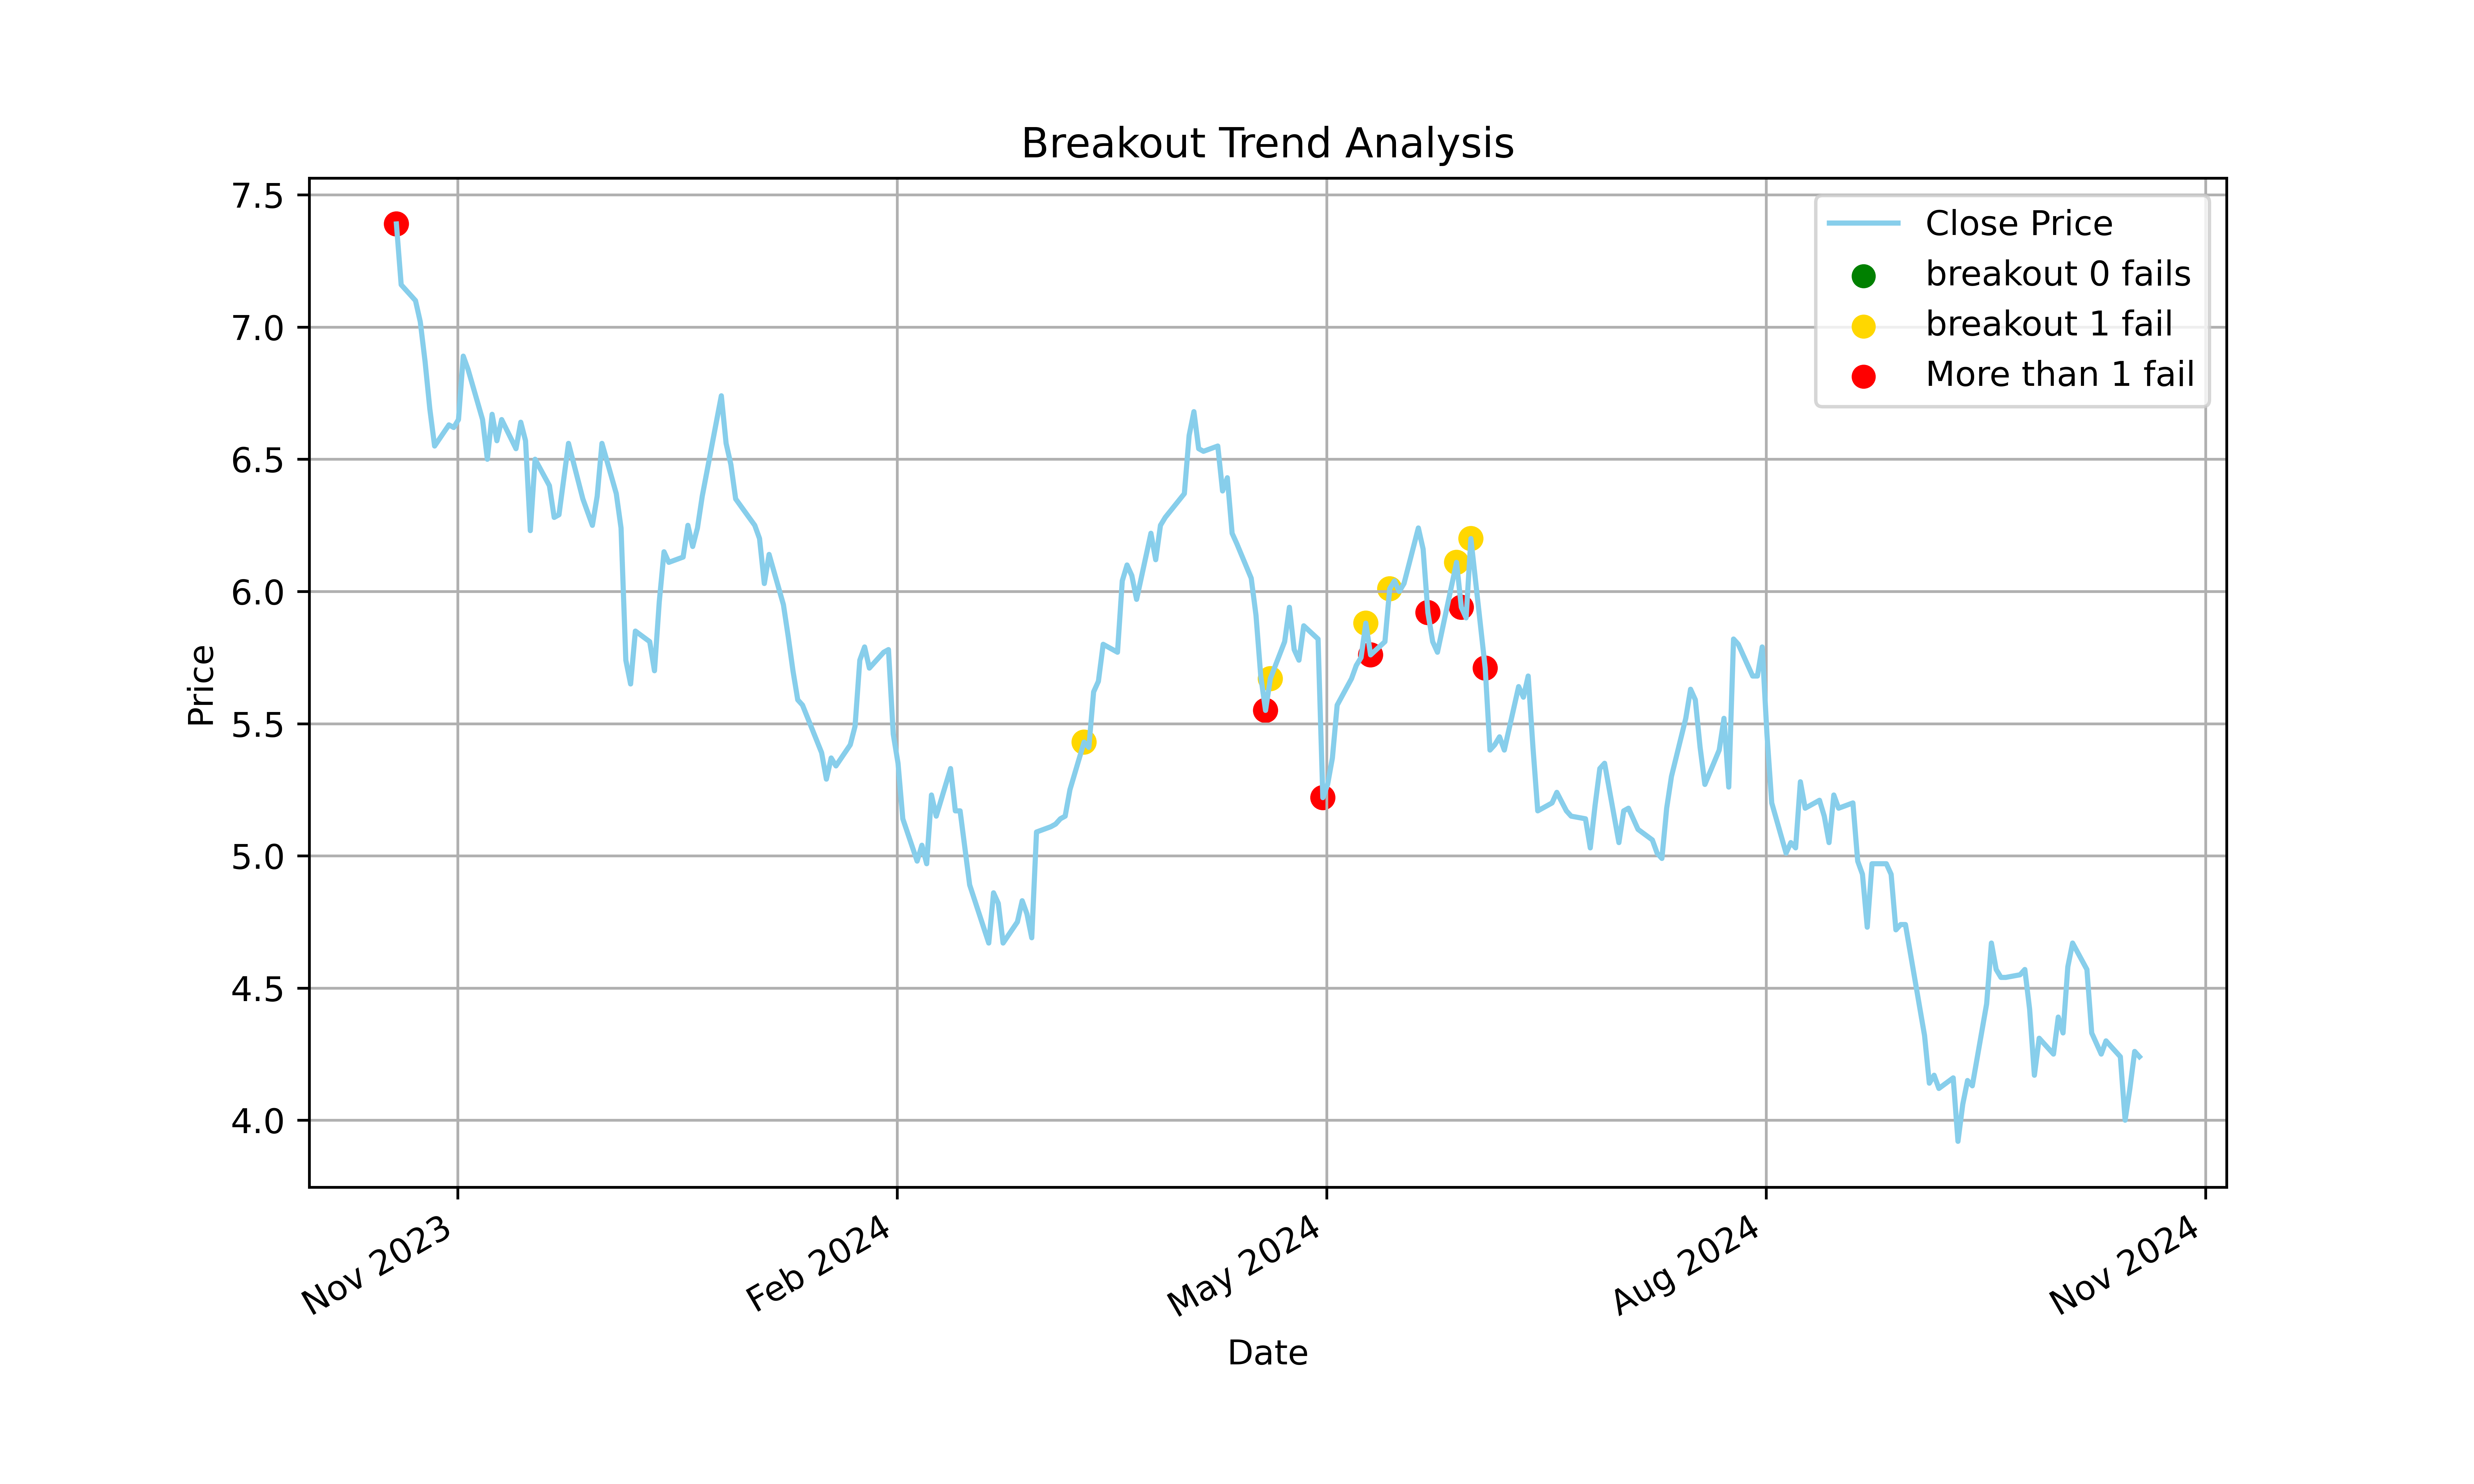 Breakout Trend Analysis
Close Price
breakout 0 fails
breakout 1 fail
More than 1 fail
7.5
7.0
6.5
6.0
5.5
5.0
4.5
4.0
Price
Nov 2023
Feb 2024
May 2024
Aug 2024
Nov 2024
Date